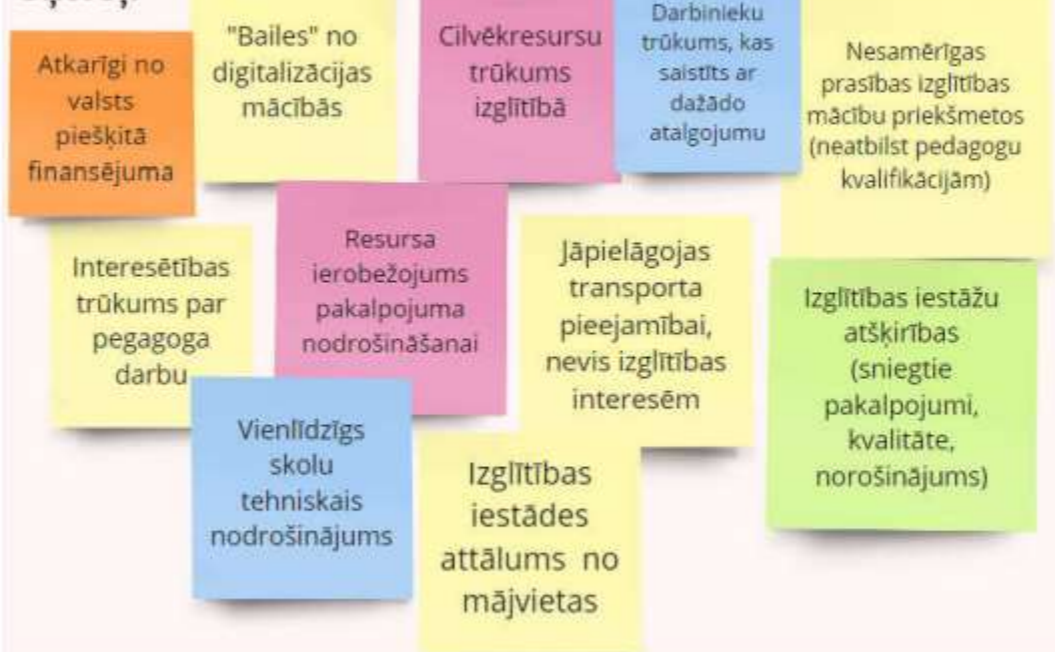 Atkarīgi no
valsts
piešķitā
finansējuma
"Bailes" no
digitalizācijas
mācībās
Cilvēkresursu
trūkums
izglītībā
Darbinieku
trūkums, kas
saistīts ar
dažādo
atalgojumu
Nesamērīgas
prasības izglītības
mācību priekšmetos
(neatbilst pedagogu
kvalifikācijām)
Interesētības
trūkums par
pegagoga
darbu
Resursa
ierobežojums
pakalpojuma
nodrošināšanai
Jāpielāgojas
transporta
pieejamībai,
nevis izglītības
interesēm
Izglītības iestāžu
atšķirības
(sniegtie
pakalpojumi,
kvalitāte,
norošinājums)
Vienlīdzīgs
skolu
tehniskais
nodrošinājums
Izglītības
iestādes
attālums no
mājvietas